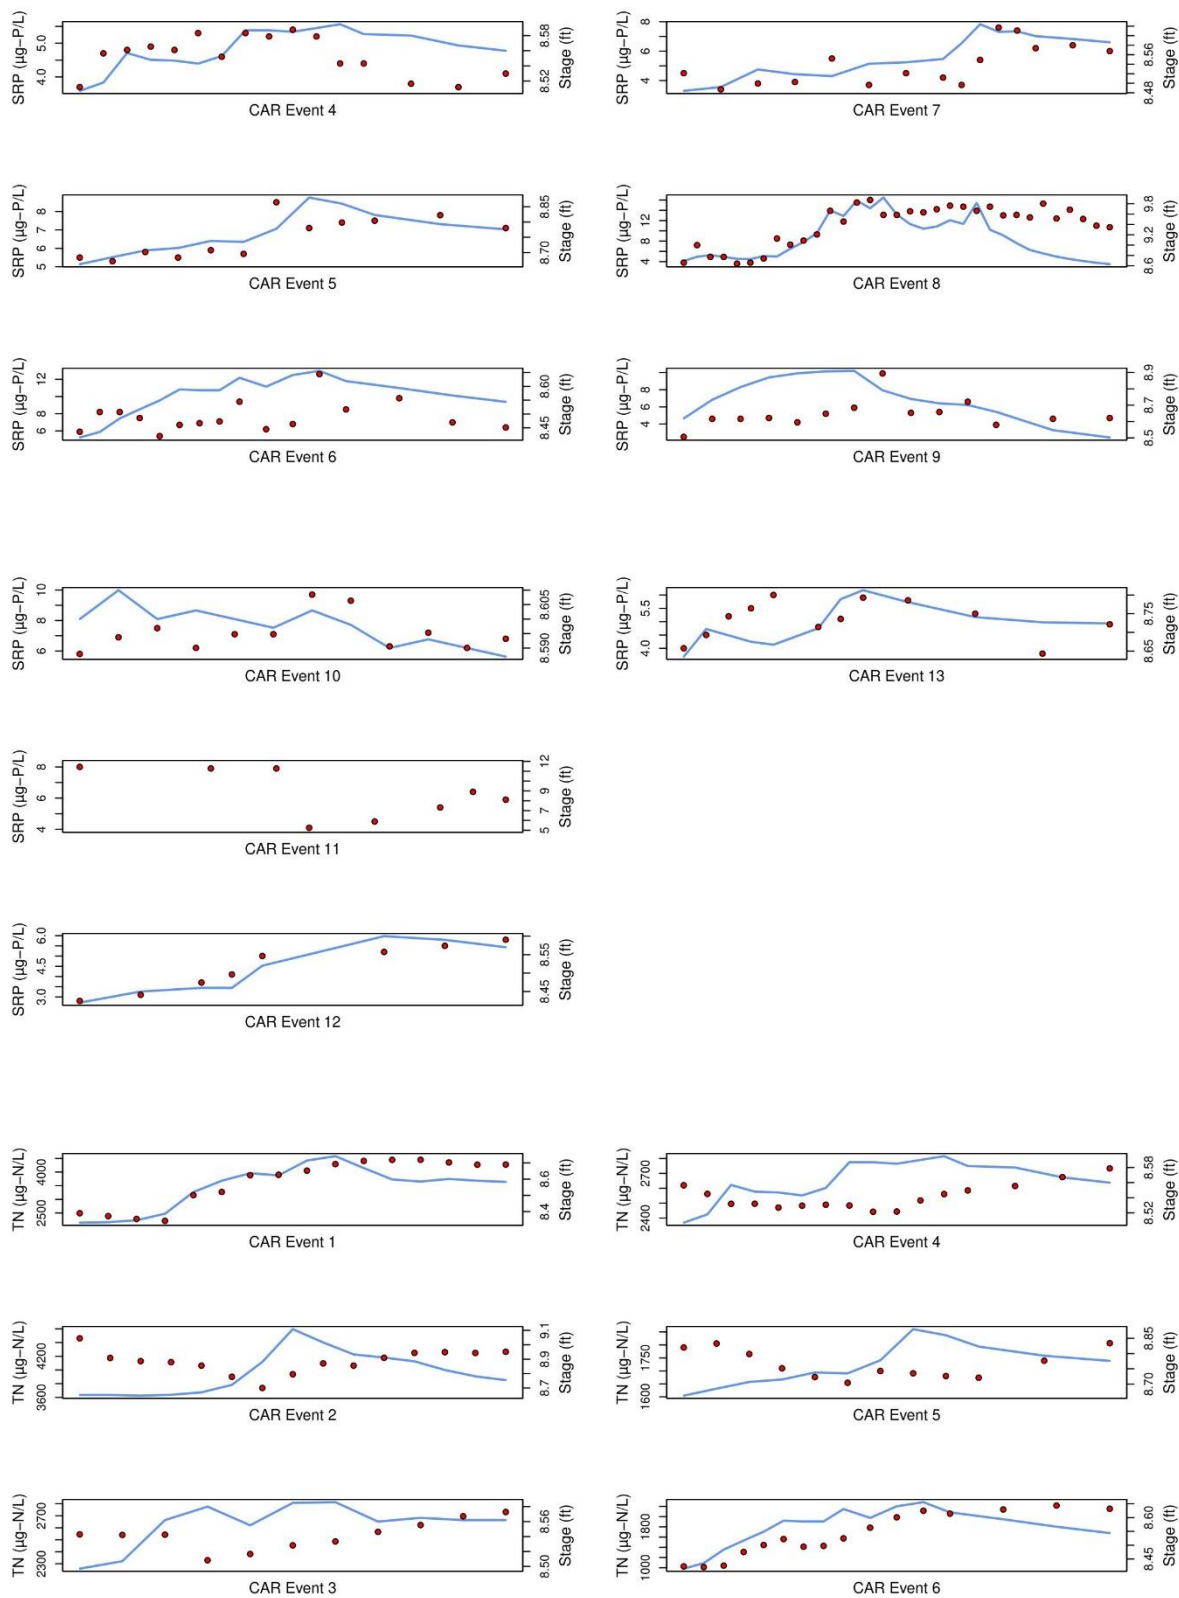 SRP (µg−P/L)
4.0 5.0
8.52 8.58
Stage (ft)
CAR Event 4
SRP (µg−P/L)
4 6 8
8.48 8.56
Stage (ft)
CAR Event 7
SRP (µg−P/L)
5 6 7 8
8.70 8.85
Stage (ft)
CAR Event 5
SRP (µg−P/L)
4 6 8 12
8.6 9.2 9.8
Stage (ft)
CAR Event 8
SRP (µg−P/L)
6 8 12
8.45 8.60
Stage (ft)
CAR Event 6
SRP (µg−P/L)
4 6 8
8.5 8.7 8.9
Stage (ft)
CAR Event 9
SRP (µg−P/L)
6 8 10
8.590 8.605
Stage (ft)
CAR Event 10
SRP (µg−P/L)
4.0 5.5
8.65 8.75
Stage (ft)
CAR Event 13
SRP (µg−P/L)
4 6 8
5 7 9 12
Stage (ft)
CAR Event 11
SRP (µg−P/L)
3.0 4.5 6.0
8.45 8.55
Stage (ft)
CAR Event 12
TN (µg−N/L)
2500 4000
8.4 8.6
Stage (ft)
CAR Event 1
TN (µg−N/L)
2400 2700
8.52 8.58
Stage (ft)
CAR Event 4
TN (µg−N/L)
3600 4200
8.7 8.9 9.1
Stage (ft)
CAR Event 2
TN (µg−N/L)
1600 1750
8.70 8.85
Stage (ft)
CAR Event 5
TN (µg−N/L)
2300 2700
8.50 8.56
Stage (ft)
CAR Event 3
TN (µg−N/L)
1000 1800
8.45 8.60
Stage (ft)
CAR Event 6